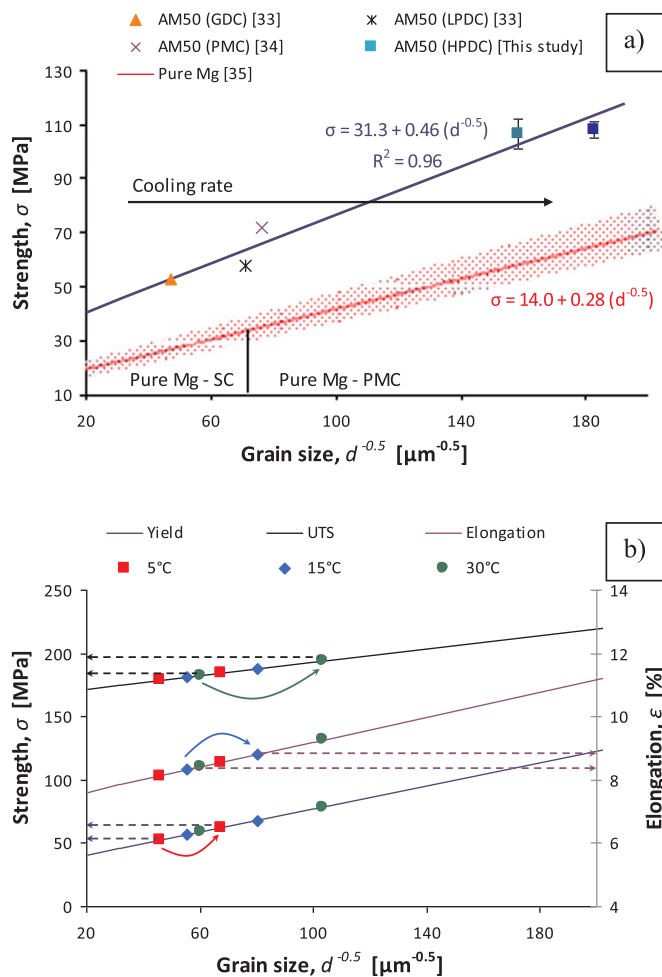 AM50 (GDC) [33]
AM50 (LPDC) [33]
AM50 (PMC) [34]
AM50 (HPDC) [This study]
Pure Mg [35]
a)
130
110
90
70
50
30
10
Strength, σ [MPa]
σ = 31.3 + 0.46 (d^-0.5)
R² = 0.96
Cooling rate
σ = 14.0 + 0.28 (d^-0.5)
Pure Mg - SC
Pure Mg - PMC
20 60 100 140 180
Grain size, d^-0.5 [µm^-0.5]
b)
Yield UTS Elongation
5°C 15°C 30°C
250
200
150
100
50
0
Strength, σ [MPa]
14
12
10
8
6
4
Elongation, ε [%]
20 60 100 140 180
Grain size, d^-0.5 [µm^-0.5]